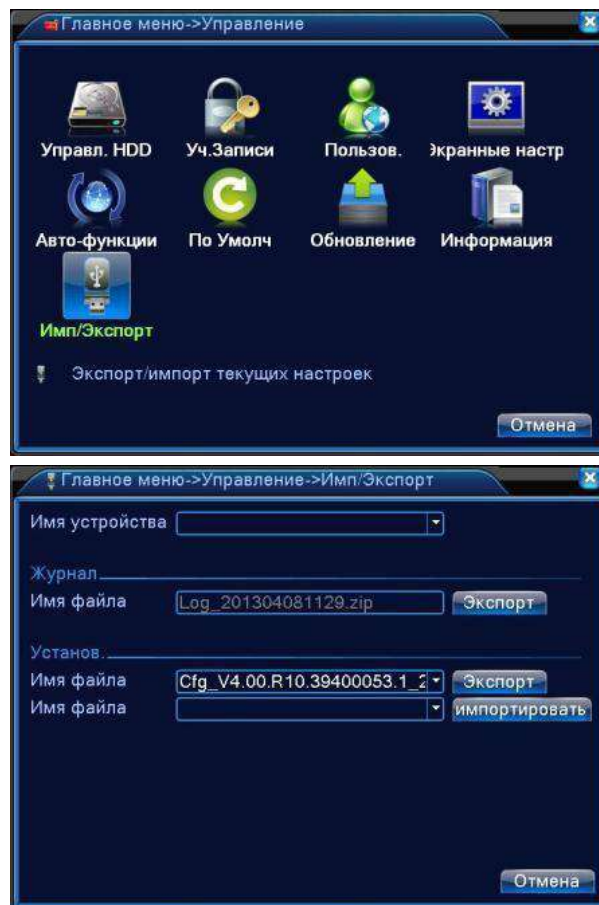 Главное меню->Управление
Управл. HDD Уч.Записи Пользов. Экранные настр
Авто-функции По Умолч Обновление Информация
Имп/Экспорт
Экспорт/импорт текущих настроек
Отмена
Главное меню->Управление->Имп/Экспорт
Имя устройства
Журнал
Имя файла Log_201304081129.zip Экспорт
Установ.
Имя файла Cfg_V4.00.R10.39400053.1_2 Экспорт
Имя файла импортировать
Отмена